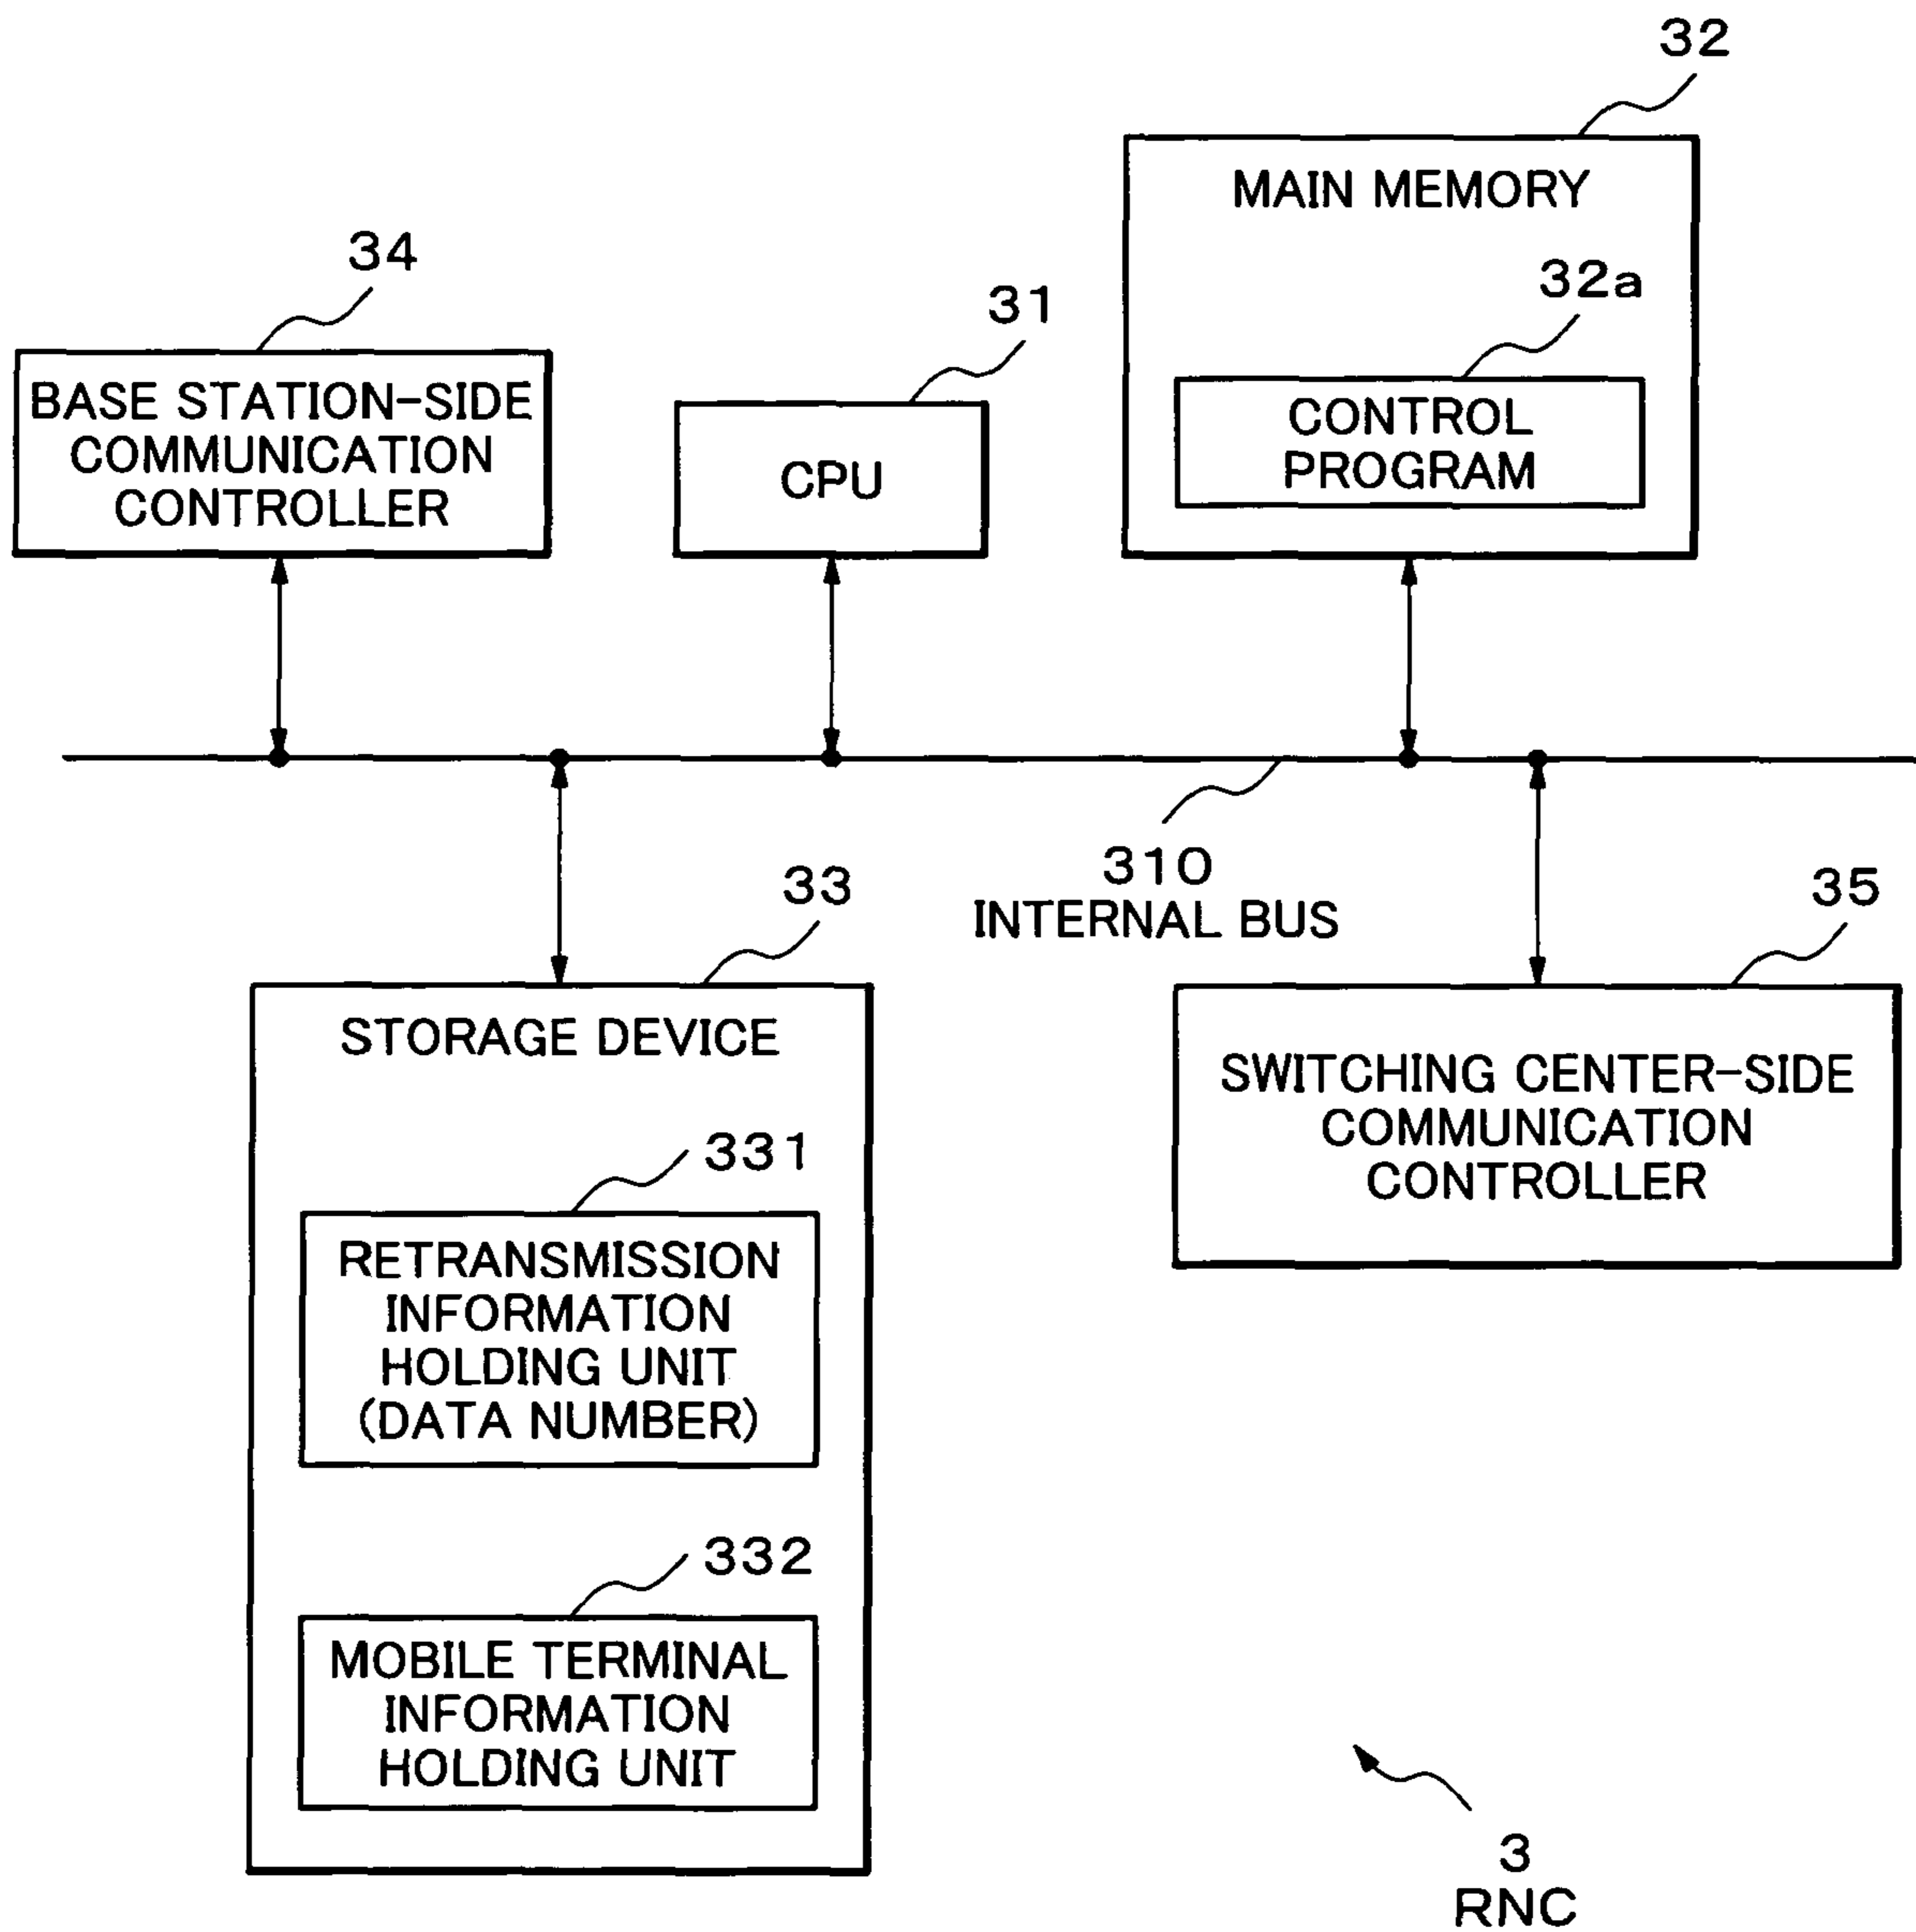 32
MAIN MEMORY
32a
CONTROL
PROGRAM
34
BASE STATION-SIDE
COMMUNICATION
CONTROLLER
31
CPU
310
INTERNAL BUS
33
STORAGE DEVICE
331
RETRANSMISSION
INFORMATION
HOLDING UNIT
(DATA NUMBER)
332
MOBILE TERMINAL
INFORMATION
HOLDING UNIT
35
SWITCHING CENTER-SIDE
COMMUNICATION
CONTROLLER
3
RNC